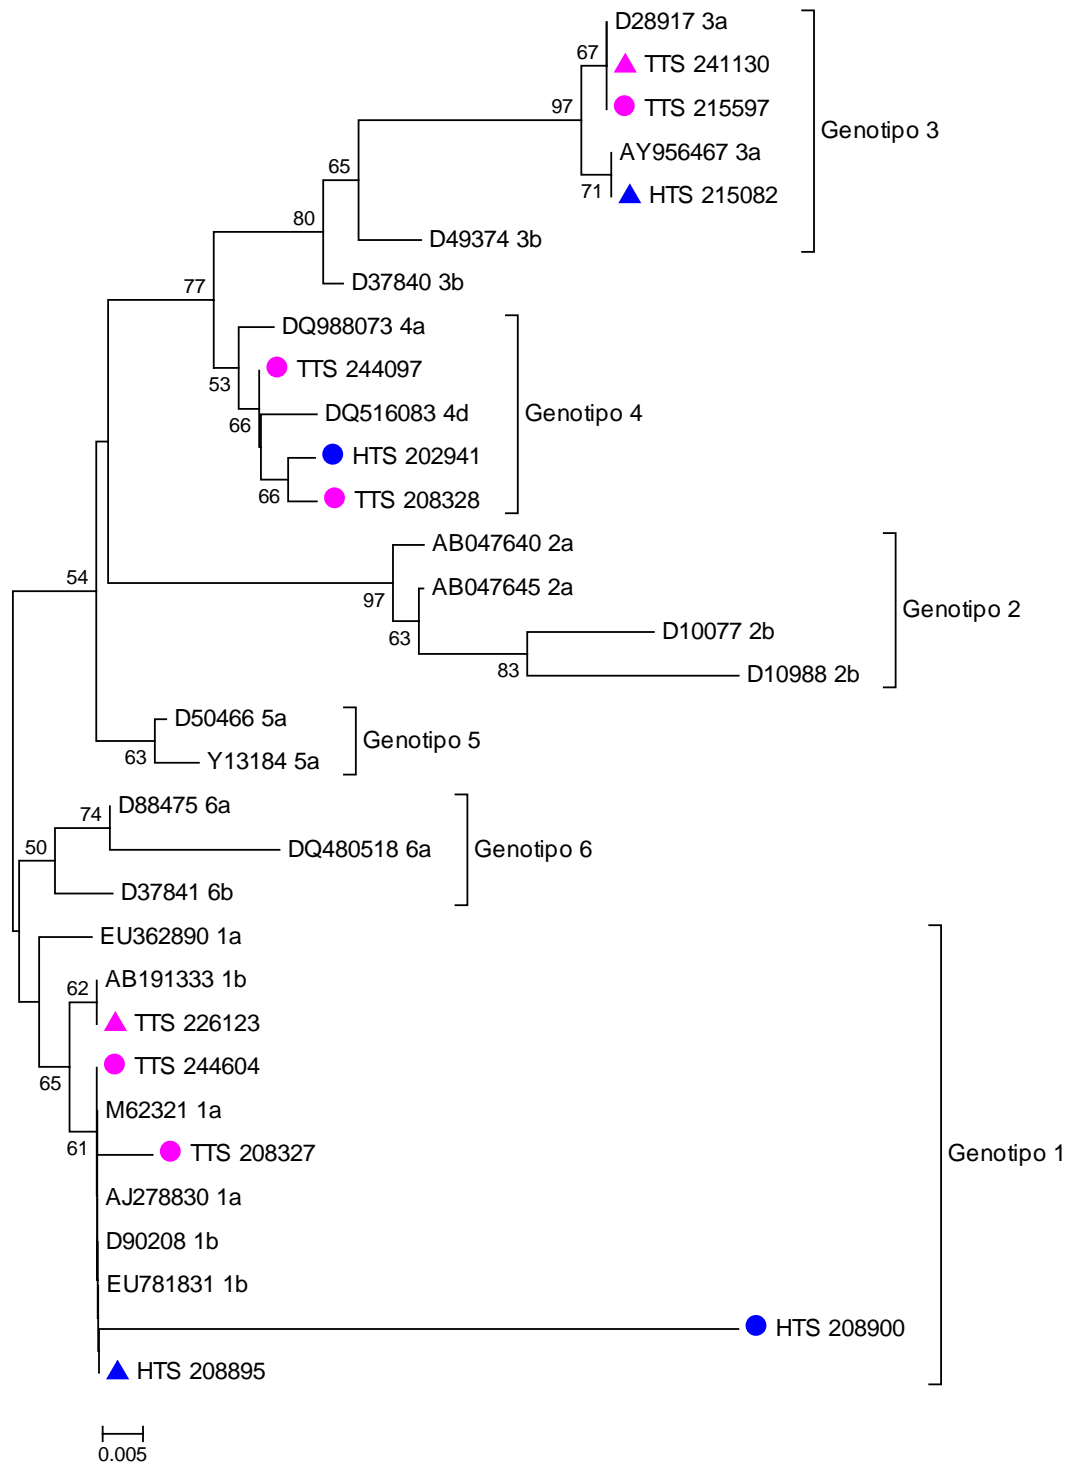 D28917 3a
67
TTS 241130
97
TTS 215597
Genotipo 3
AY956467 3a
65
71
HTS 215082
80
D49374 3b
77
D37840 3b
DQ988073 4a
53
TTS 244097
DQ516083 4d
Genotipo 4
66
HTS 202941
66
TTS 208328
AB047640 2a
54
AB047645 2a
97
Genotipo 2
63
D10077 2b
83
D10988 2b
D50466 5a
Genotipo 5
63
Y13184 5a
74
D88475 6a
50
DQ480518 6a
Genotipo 6
D37841 6b
EU362890 1a
AB191333 1b
62
TTS 226123
TTS 244604
65
M62321 1a
61
TTS 208327
Genotipo 1
AJ278830 1a
D90208 1b
EU781831 1b
HTS 208900
HTS 208895
0.005